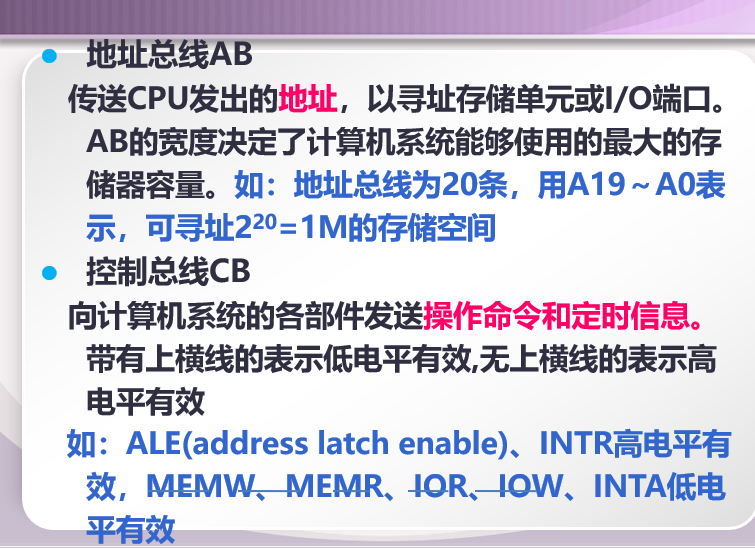 地址总线AB
传送CPU发出的地址，以寻址存储单元或I/O端口。
AB的宽度决定了计算机系统能够使用的最大的存
储器容量。如：地址总线为20条，用A19～A0表
示，可寻址2²⁰=1M的存储空间
控制总线CB
向计算机系统的各部件发送操作命令和定时信息。
带有上横线的表示低电平有效,无上横线的表示高
电平有效
如：ALE(address latch enable)、INTR高电平有
效，MEMW、MEMR、IOR、IOW、INTA低电
平有效